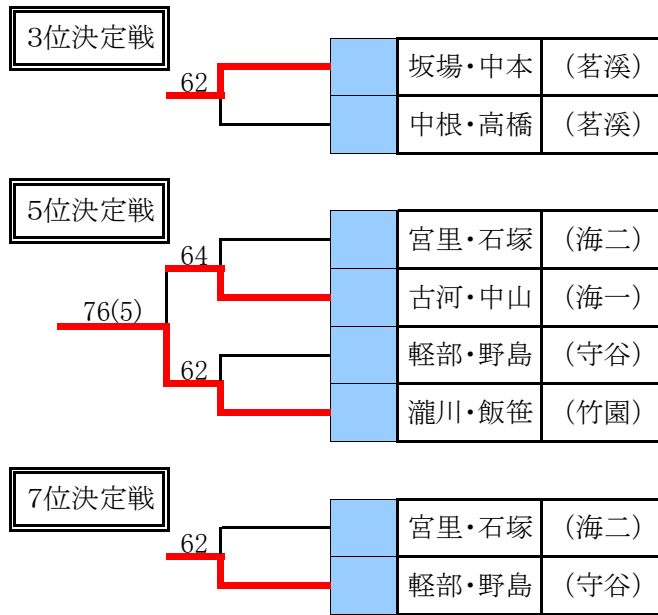 3位決定戦
坂場・中本 (茗溪)
62
中根・高橋 (茗溪)
5位決定戦
宮里・石塚 (海二)
64
古河・中山 (海一)
76(5)
軽部・野島 (守谷)
62
瀧川・飯笹 (竹園)
7位決定戦
宮里・石塚 (海二)
62
軽部・野島 (守谷)